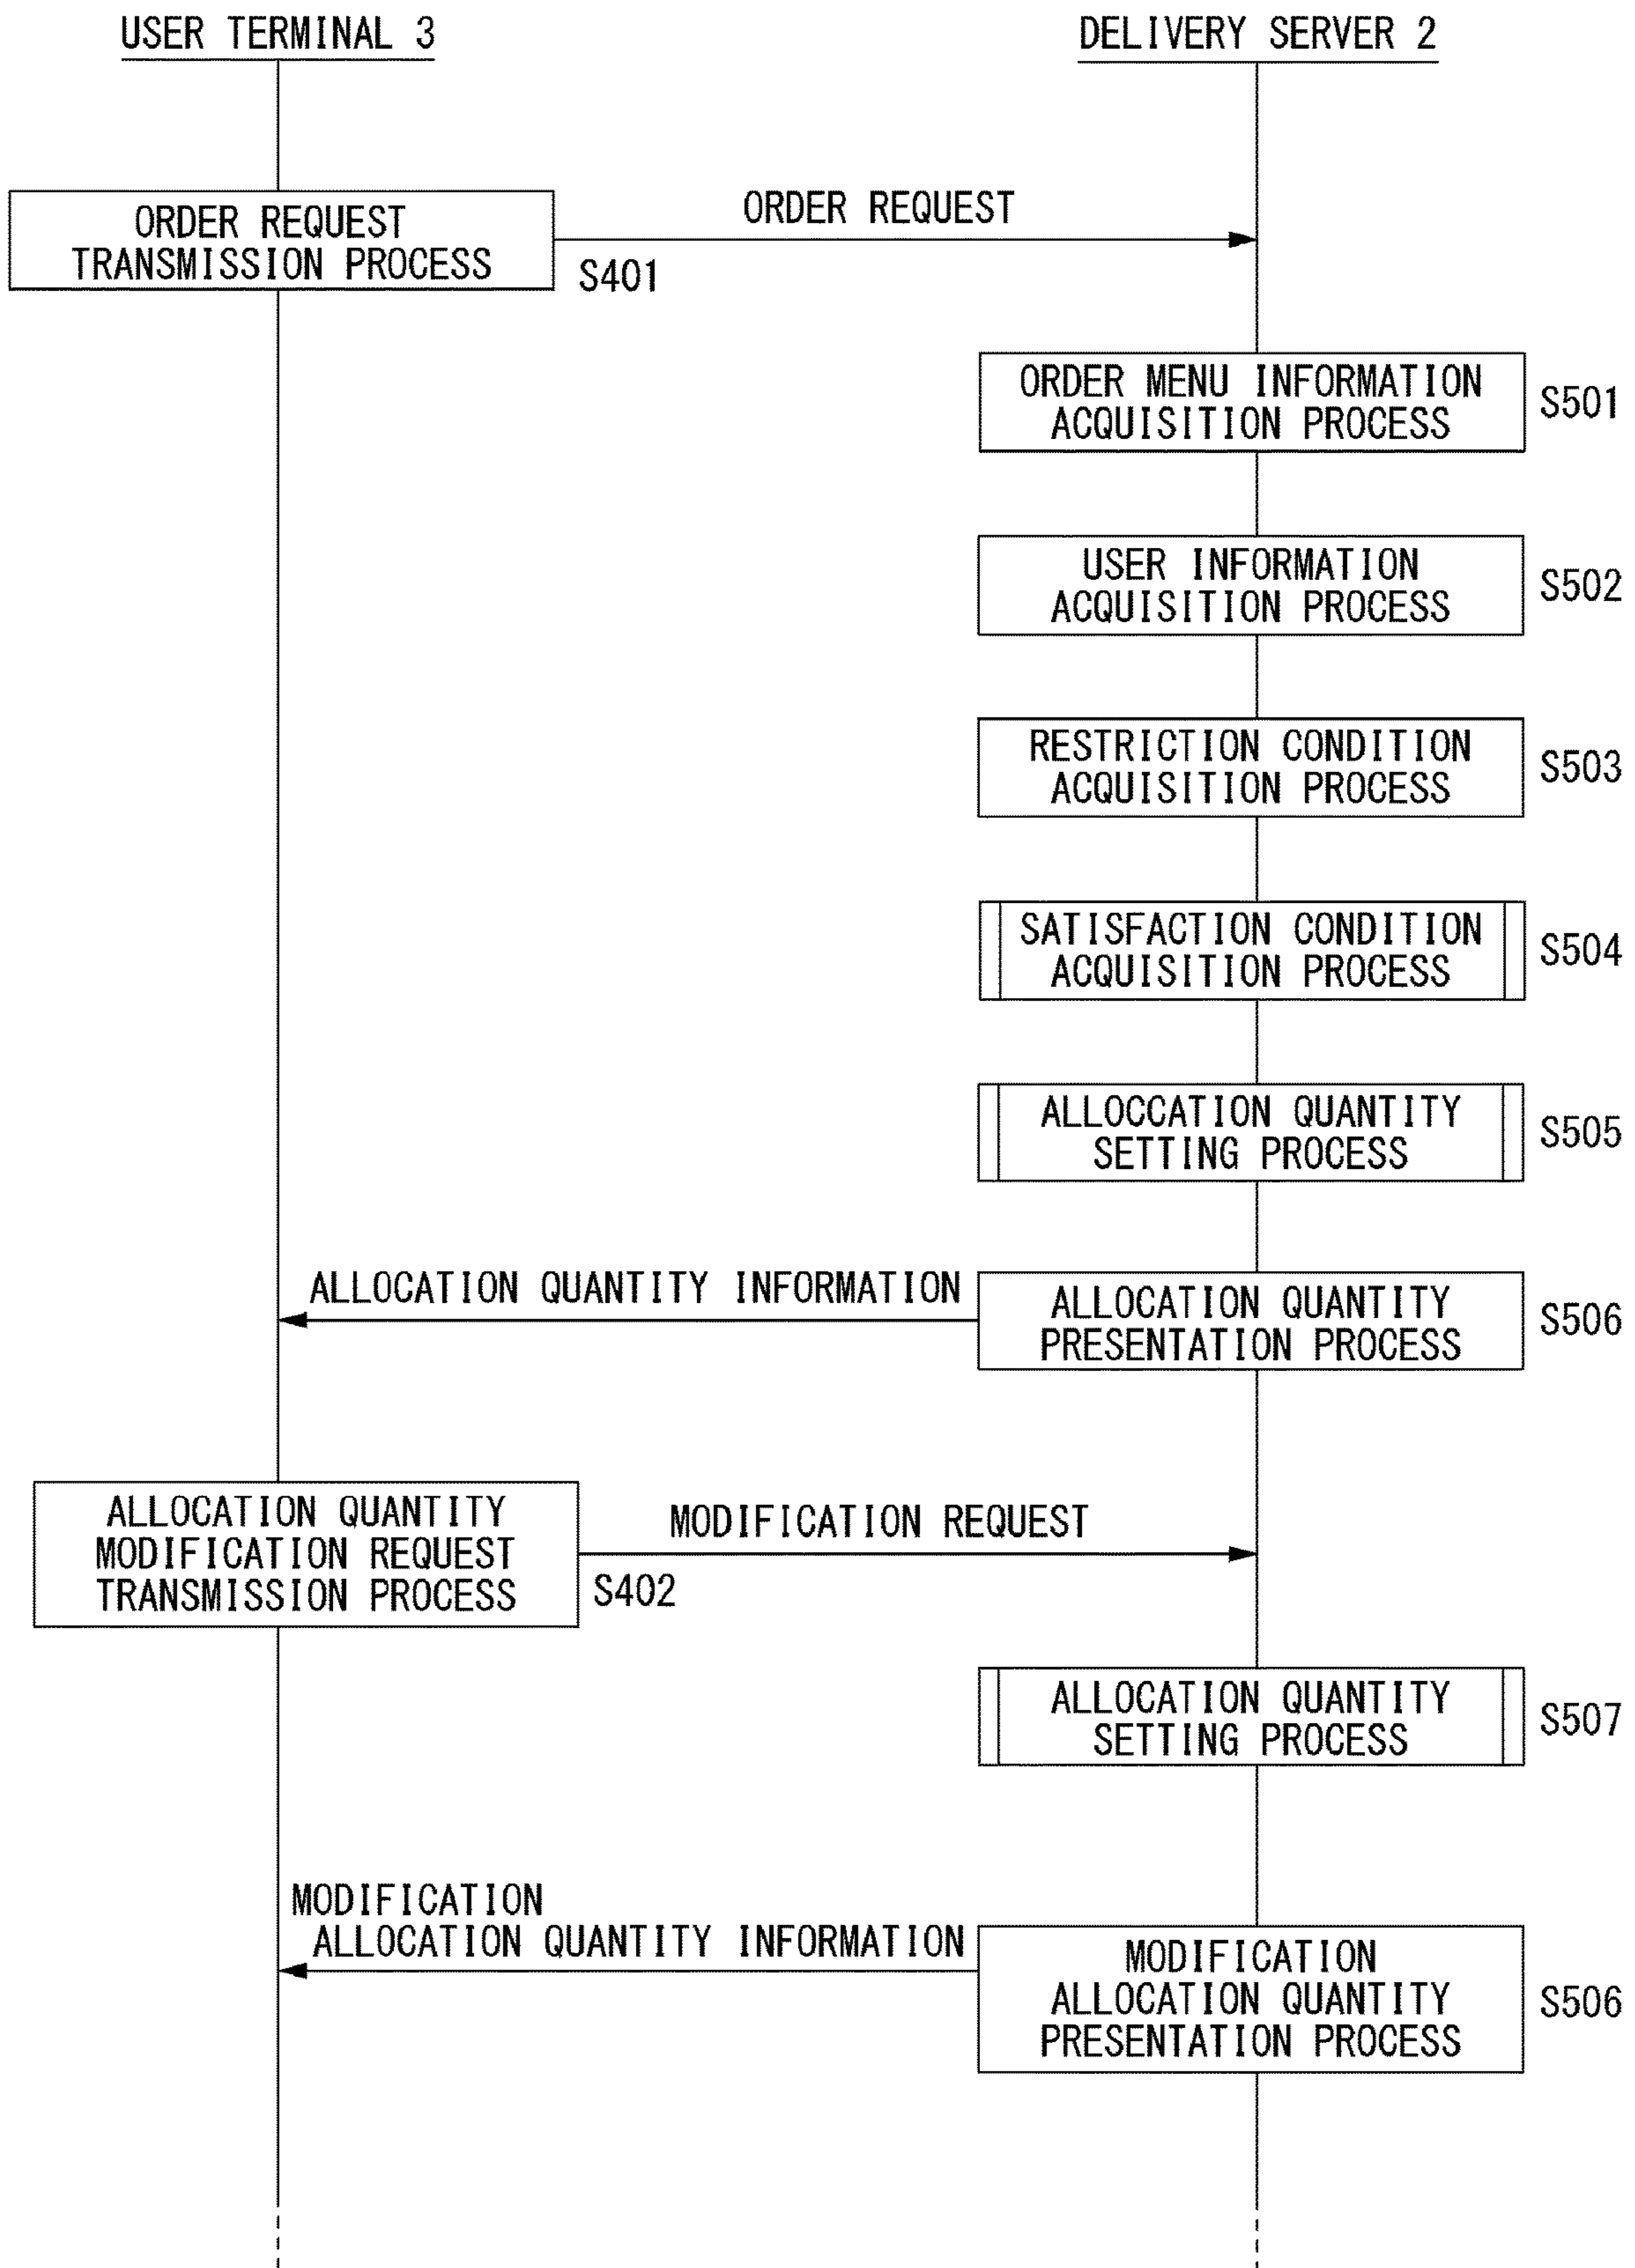 USER TERMINAL 3
DELIVERY SERVER 2
ORDER REQUEST
TRANSMISSION PROCESS
S401
ORDER REQUEST
ORDER MENU INFORMATION
ACQUISITION PROCESS
S501
USER INFORMATION
ACQUISITION PROCESS
S502
RESTRICTION CONDITION
ACQUISITION PROCESS
S503
SATISFACTION CONDITION
ACQUISITION PROCESS
S504
ALLOCCATION QUANTITY
SETTING PROCESS
S505
ALLOCATION QUANTITY INFORMATION
ALLOCATION QUANTITY
PRESENTATION PROCESS
S506
ALLOCATION QUANTITY
MODIFICATION REQUEST
TRANSMISSION PROCESS
S402
MODIFICATION REQUEST
ALLOCATION QUANTITY
SETTING PROCESS
S507
MODIFICATION
ALLOCATION QUANTITY INFORMATION
MODIFICATION
ALLOCATION QUANTITY
PRESENTATION PROCESS
S506